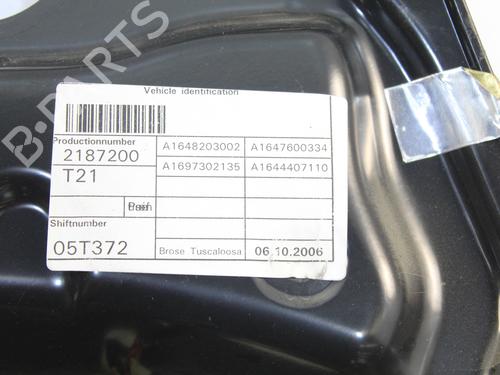 B-PARTS
Vehicle identification
Productionnumber
2187200
A1648203002 A1647600334
T21
A1697302135 A1644407110
Shiftnumber
05T372
Brose Tuscaloosa 06.10.2006